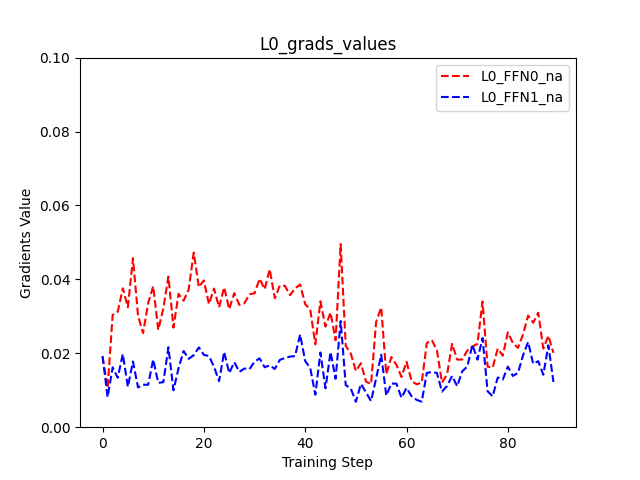 L0_grads_values
0.10
0.08
0.06
0.04
0.02
0.00
Gradients Value
L0_FFN0_na
L0_FFN1_na
0
20
40
60
80
Training Step